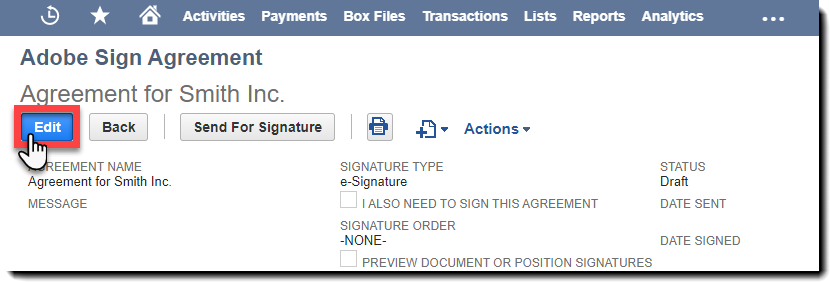 Activities Payments Box Files Transactions Lists Reports Analytics
Adobe Sign Agreement
Agreement for Smith Inc.
Edit Back Send For Signature Actions
AGREEMENT NAME SIGNATURE TYPE STATUS
Agreement for Smith Inc. e-Signature Draft
MESSAGE I ALSO NEED TO SIGN THIS AGREEMENT DATE SENT
SIGNATURE ORDER
-NONE- DATE SIGNED
PREVIEW DOCUMENT OR POSITION SIGNATURES